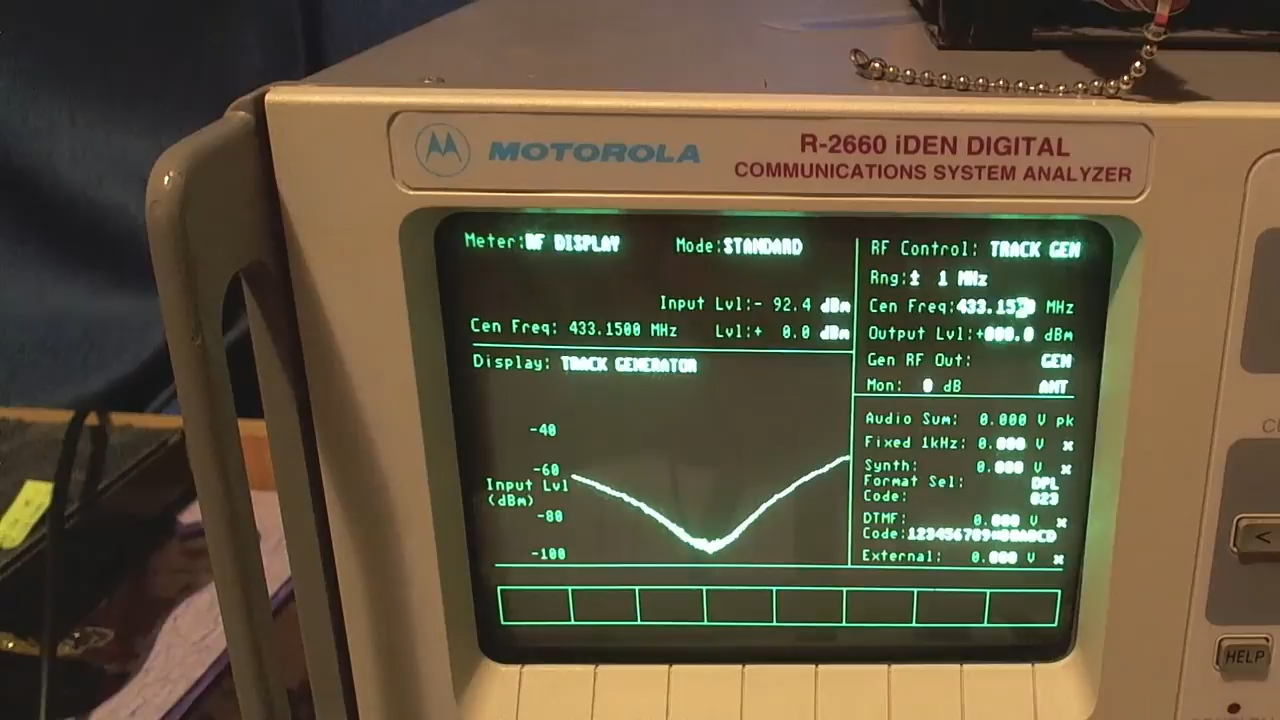 MOTOROLA
R-2660 iDEN DIGITAL
COMMUNICATIONS SYSTEM ANALYZER
Meter:RF DISPLAY Mode:STANDARD
Input Lvl:- 92.4 dBm
Cen Freq: 433.1500 MHz Lvl:+ 0.0 dBm
Display: TRACK GENERATOR
-40
-60
Input Lvl
(dBm)
-80
-100
RF Control: TRACK GEN
Rng:± 1 MHz
Cen Freq: MHz
Output Lvl:+000.0 dBm
Gen RF Out: GEN
Mon: 0 dB ANT
Audio Sum: 0.000 V pk
Fixed 1kHz: 0.000 V x
Synth: 0.000 V x
Format Sel: DPL
Code: 023
DTMF: 0.000 V x
Code:
External: 0.000 V x
<
HELP